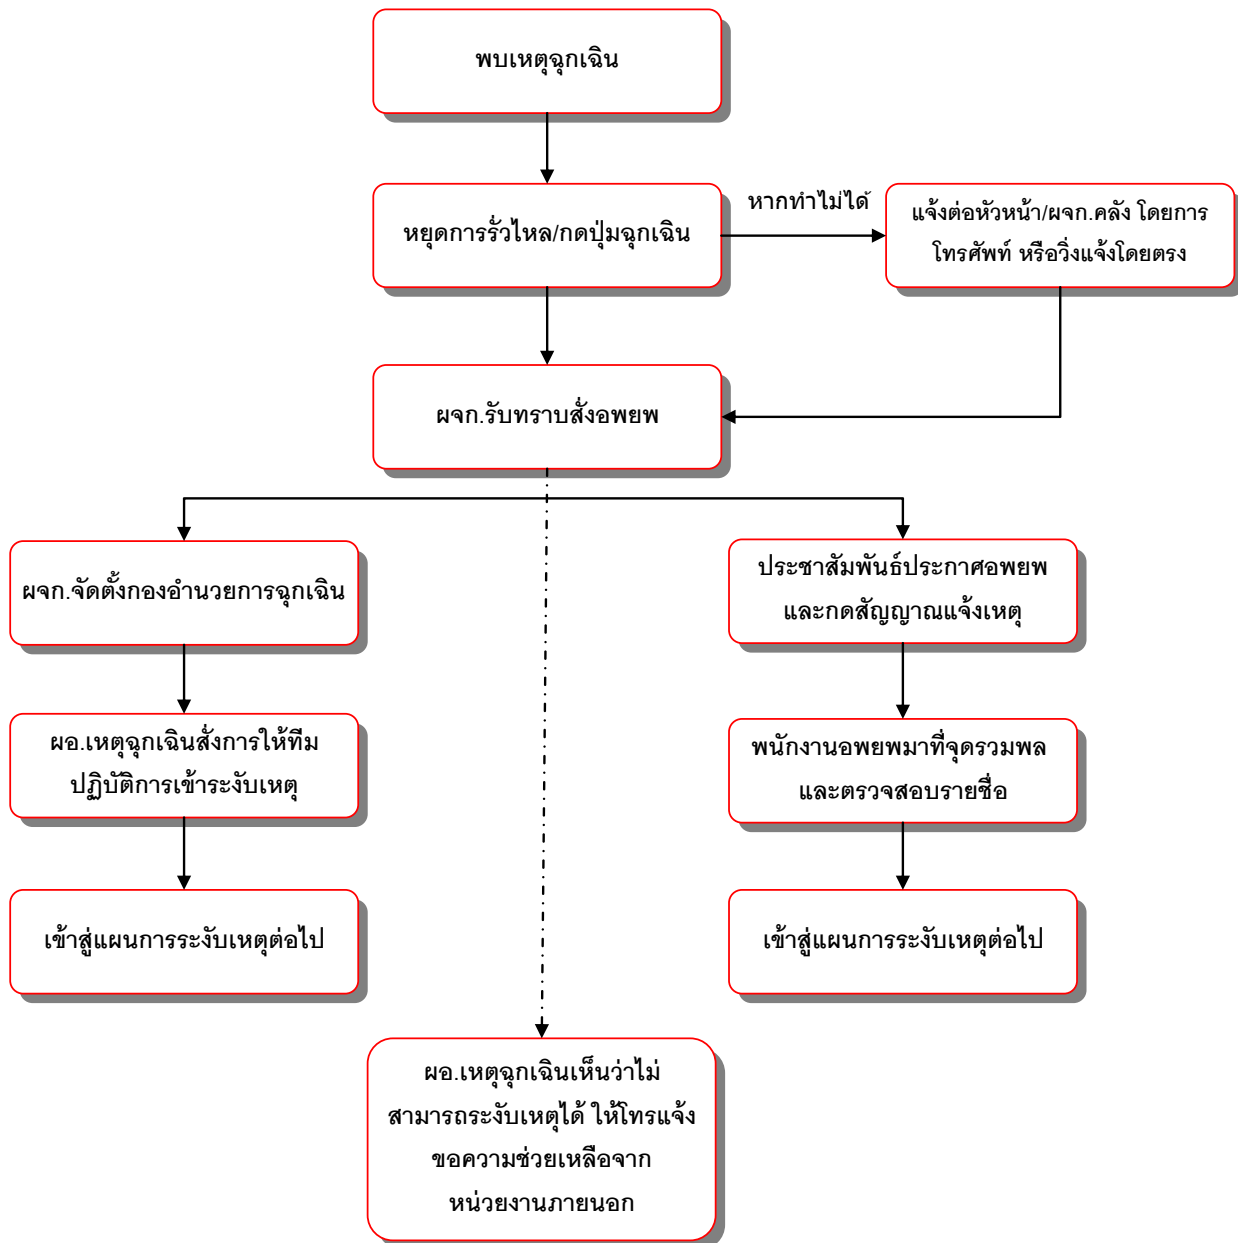 พบเหตุฉุกเฉิน
หยุดการรั่วไหล/กดปุ่มฉุกเฉิน
หากทำไม่ได้
แจ้งต่อหัวหน้า/ผจก.คลัง โดยการ
โทรศัพท์ หรือวิ่งแจ้งโดยตรง
ผจก.รับทราบสั่งอพยพ
ผจก.จัดตั้งกองอำนวยการฉุกเฉิน
ประชาสัมพันธ์ประกาศอพยพ
และกดสัญญาณแจ้งเหตุ
ผอ.เหตุฉุกเฉินสั่งการให้ทีม
ปฏิบัติการเข้าระงับเหตุ
พนักงานอพยพมาที่จุดรวมพล
และตรวจสอบรายชื่อ
เข้าสู่แผนการระงับเหตุต่อไป
เข้าสู่แผนการระงับเหตุต่อไป
ผอ.เหตุฉุกเฉินเห็นว่าไม่
สามารถระงับเหตุได้ ให้โทรแจ้ง
ขอความช่วยเหลือจาก
หน่วยงานภายนอก